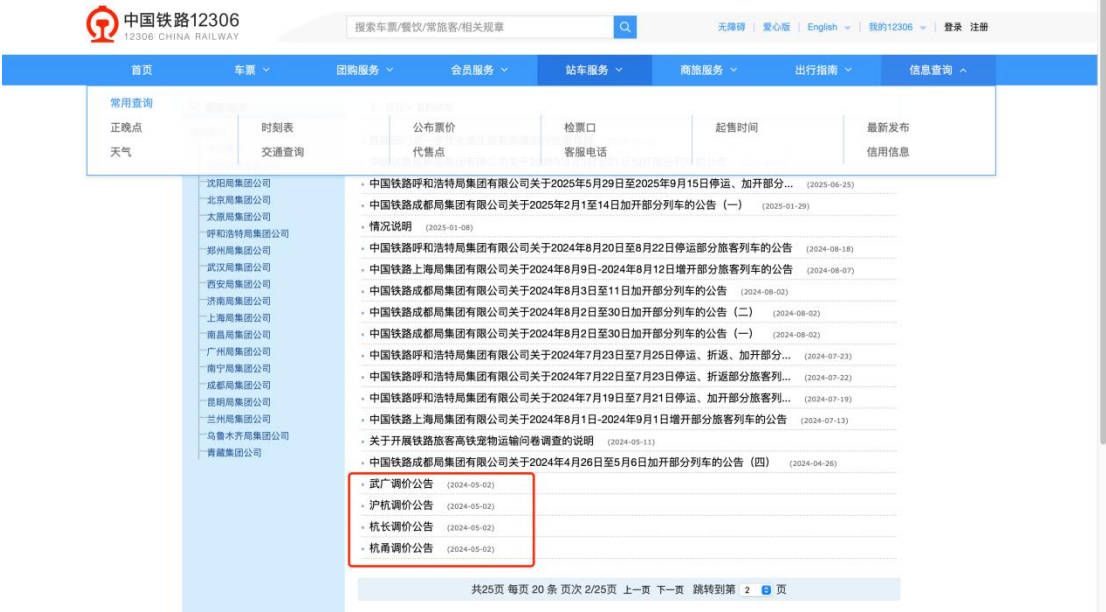 中国铁路12306
12306 CHINA RAILWAY
搜索车票/餐饮/常旅客/相关规章
无障碍 | 爱心版 | English | 我的12306 | 登录 注册
首页 车票 团购服务 会员服务 站车服务 商旅服务 出行指南 信息查询
常用查询
正晚点 时刻表 公布票价 检票口 起售时间 最新发布
天气 交通查询 代售点 客服电话 信用信息
沈阳局集团公司
北京局集团公司
太原局集团公司
呼和浩特局集团公司
郑州局集团公司
武汉局集团公司
西安局集团公司
济南局集团公司
上海局集团公司
南昌局集团公司
广州局集团公司
南宁局集团公司
成都局集团公司
昆明局集团公司
兰州局集团公司
乌鲁木齐局集团公司
青藏集团公司
中国铁路呼和浩特局集团有限公司关于2025年5月29日至2025年9月15日停运、加开部分... (2025-06-25)
中国铁路成都局集团有限公司关于2025年2月1至14日加开部分列车的公告（一） (2025-01-29)
情况说明 (2025-01-08)
中国铁路呼和浩特局集团有限公司关于2024年8月20日至8月22日停运部分旅客列车的公告 (2024-08-18)
中国铁路上海局集团有限公司关于2024年8月9日-2024年8月12日增开部分旅客列车的公告 (2024-08-07)
中国铁路成都局集团有限公司关于2024年8月3日至11日加开部分列车的公告 (2024-08-02)
中国铁路成都局集团有限公司关于2024年8月2日至30日加开部分列车的公告（二） (2024-08-02)
中国铁路成都局集团有限公司关于2024年8月2日至30日加开部分列车的公告（一） (2024-08-02)
中国铁路呼和浩特局集团有限公司关于2024年7月23日至7月25日停运、折返、加开部分... (2024-07-23)
中国铁路呼和浩特局集团有限公司关于2024年7月22日至7月23日停运、折返部分旅客列... (2024-07-22)
中国铁路呼和浩特局集团有限公司关于2024年7月19日至7月21日停运、加开部分旅客列... (2024-07-19)
中国铁路上海局集团有限公司关于2024年8月1日-2024年9月1日增开部分旅客列车的公告 (2024-07-13)
关于开展铁路旅客高铁宠物运输问卷调查的说明 (2024-05-11)
中国铁路成都局集团有限公司关于2024年4月26日至5月6日加开部分列车的公告（四） (2024-04-26)
武广调价公告 (2024-05-02)
沪杭调价公告 (2024-05-02)
杭长调价公告 (2024-05-02)
杭甬调价公告 (2024-05-02)
共25页 每页 20 条 页次 2/25页 上一页 下一页 跳转到第 2 页